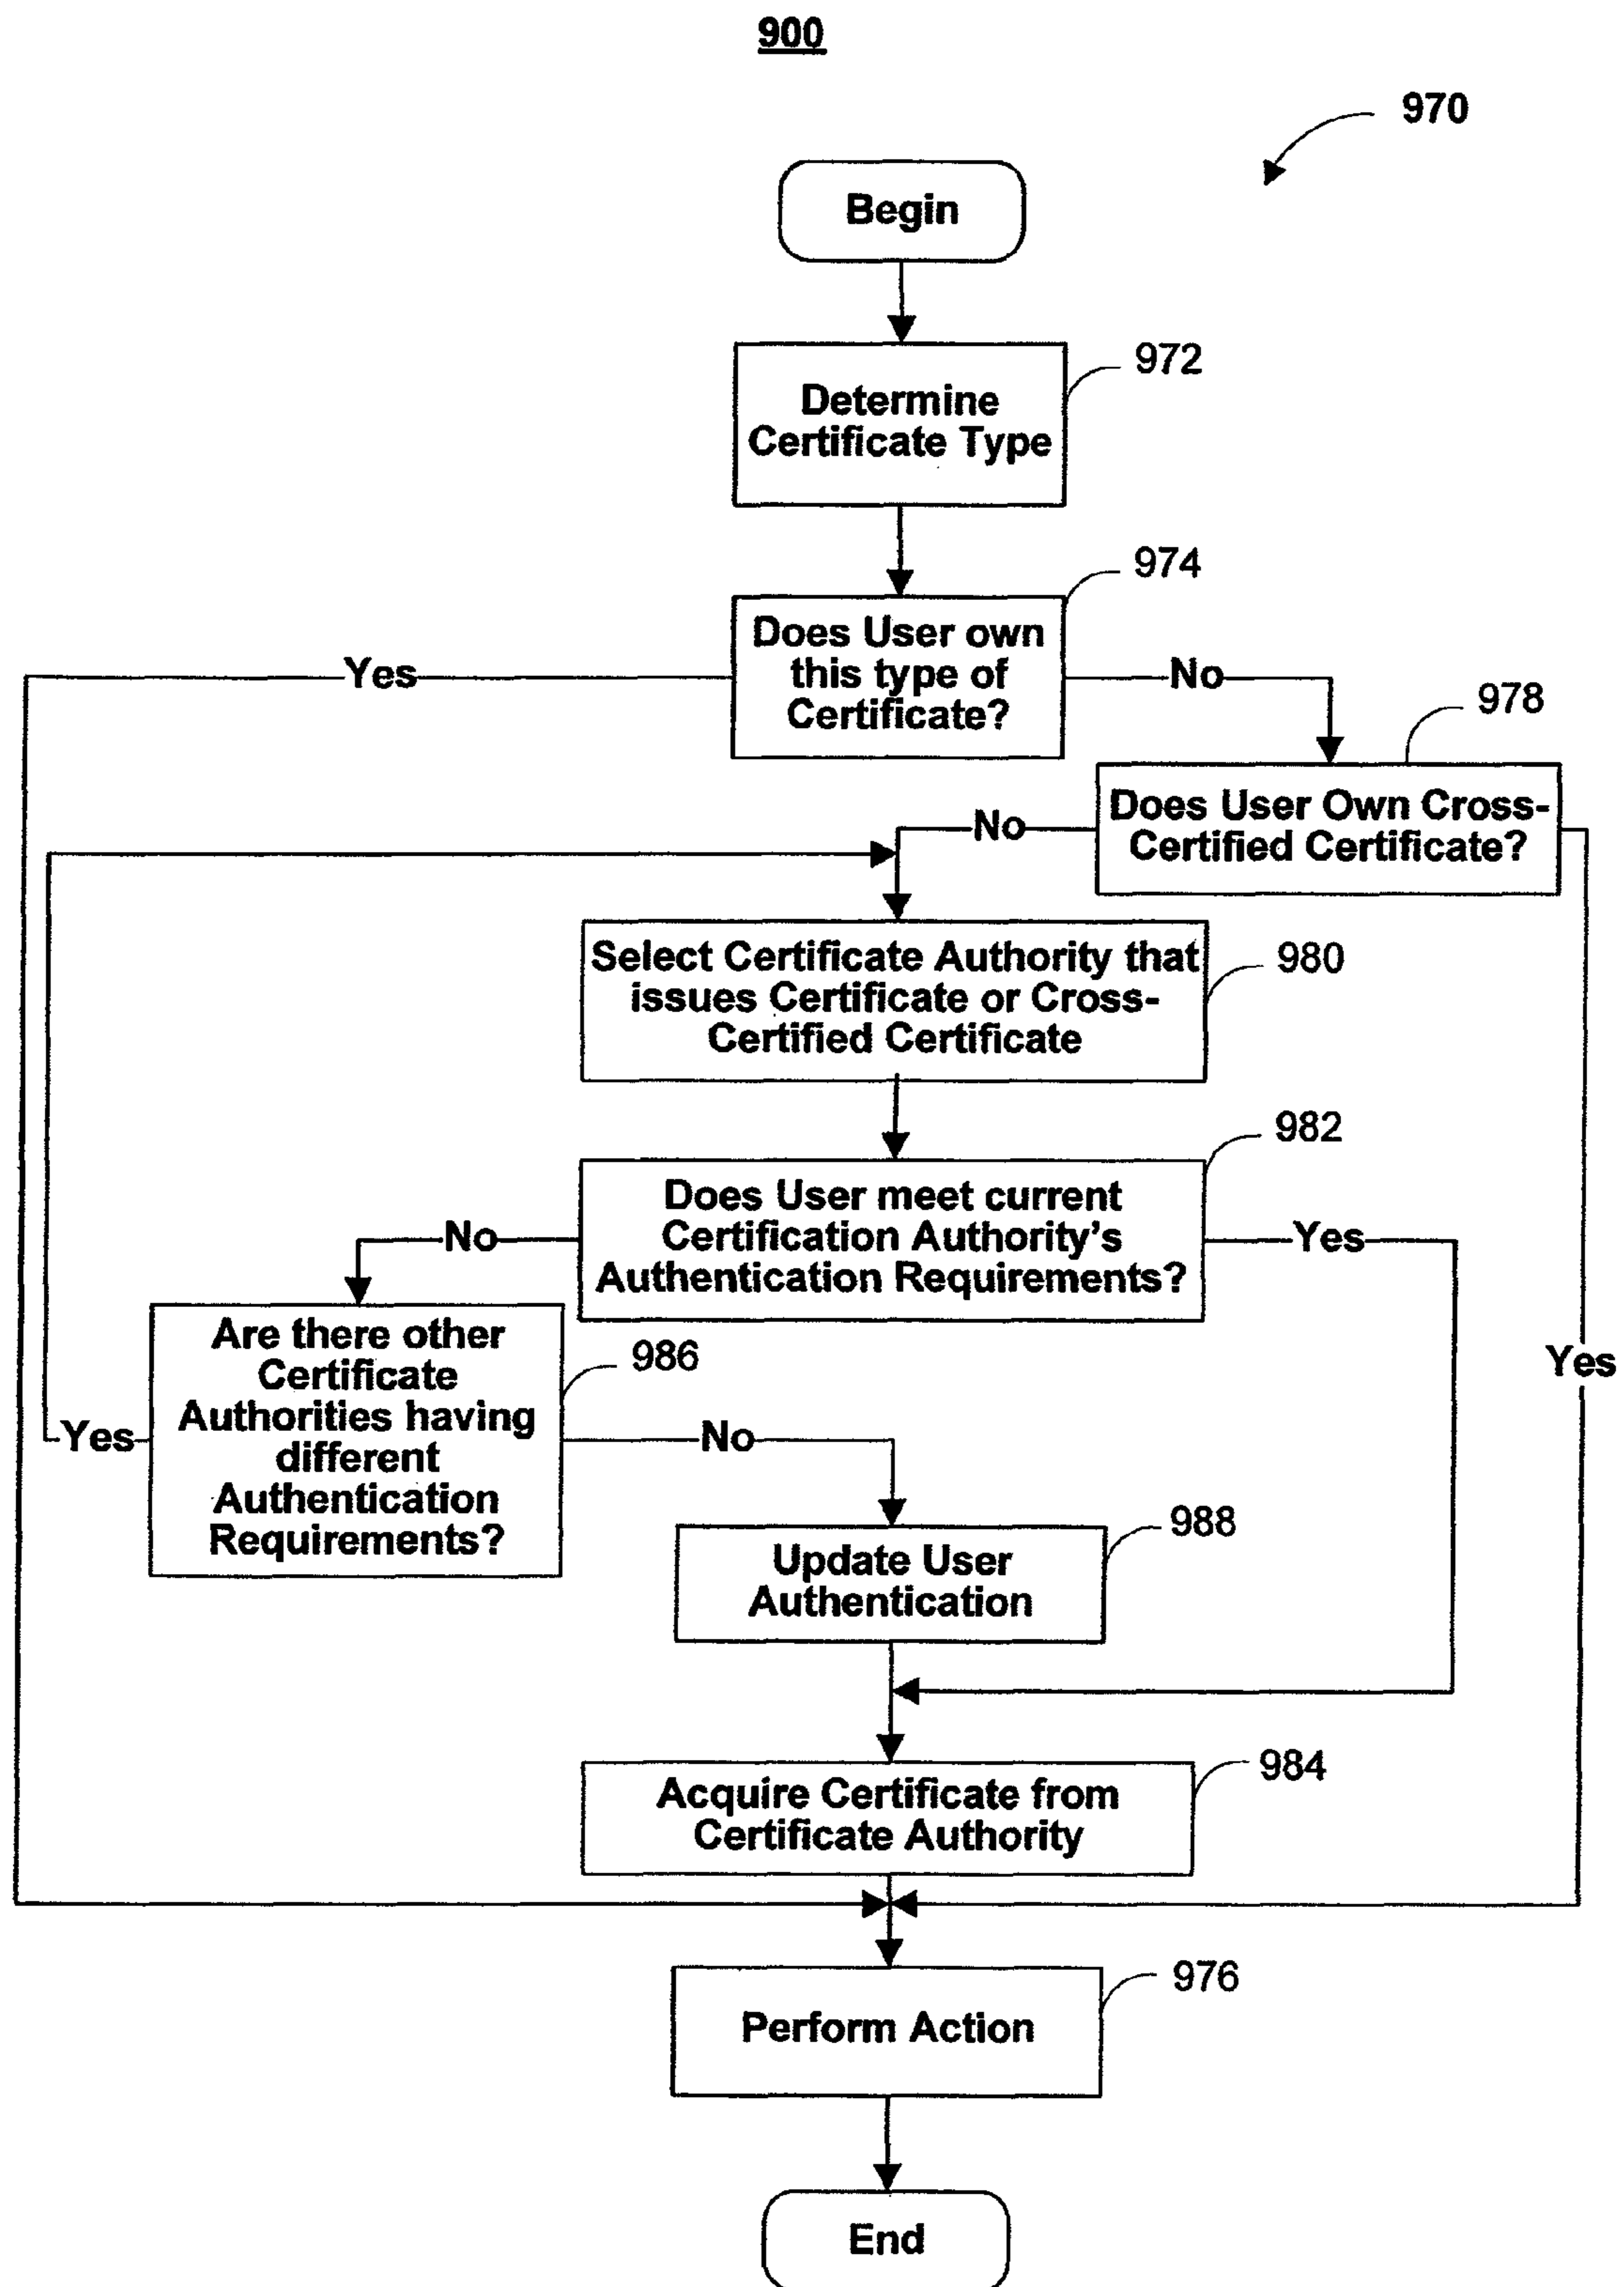 900
970
Begin
972
Determine
Certificate Type
974
Does User own
this type of
Certificate?
Yes
No
978
Does User Own Cross-
Certified Certificate?
No
Select Certificate Authority that
issues Certificate or Cross-
Certified Certificate
980
982
Does User meet current
Certification Authority's
Authentication Requirements?
No
Yes
Are there other
Certificate
Authorities having
different
Authentication
Requirements?
986
Yes
Yes
No
988
Update User
Authentication
984
Acquire Certificate from
Certificate Authority
976
Perform Action
End